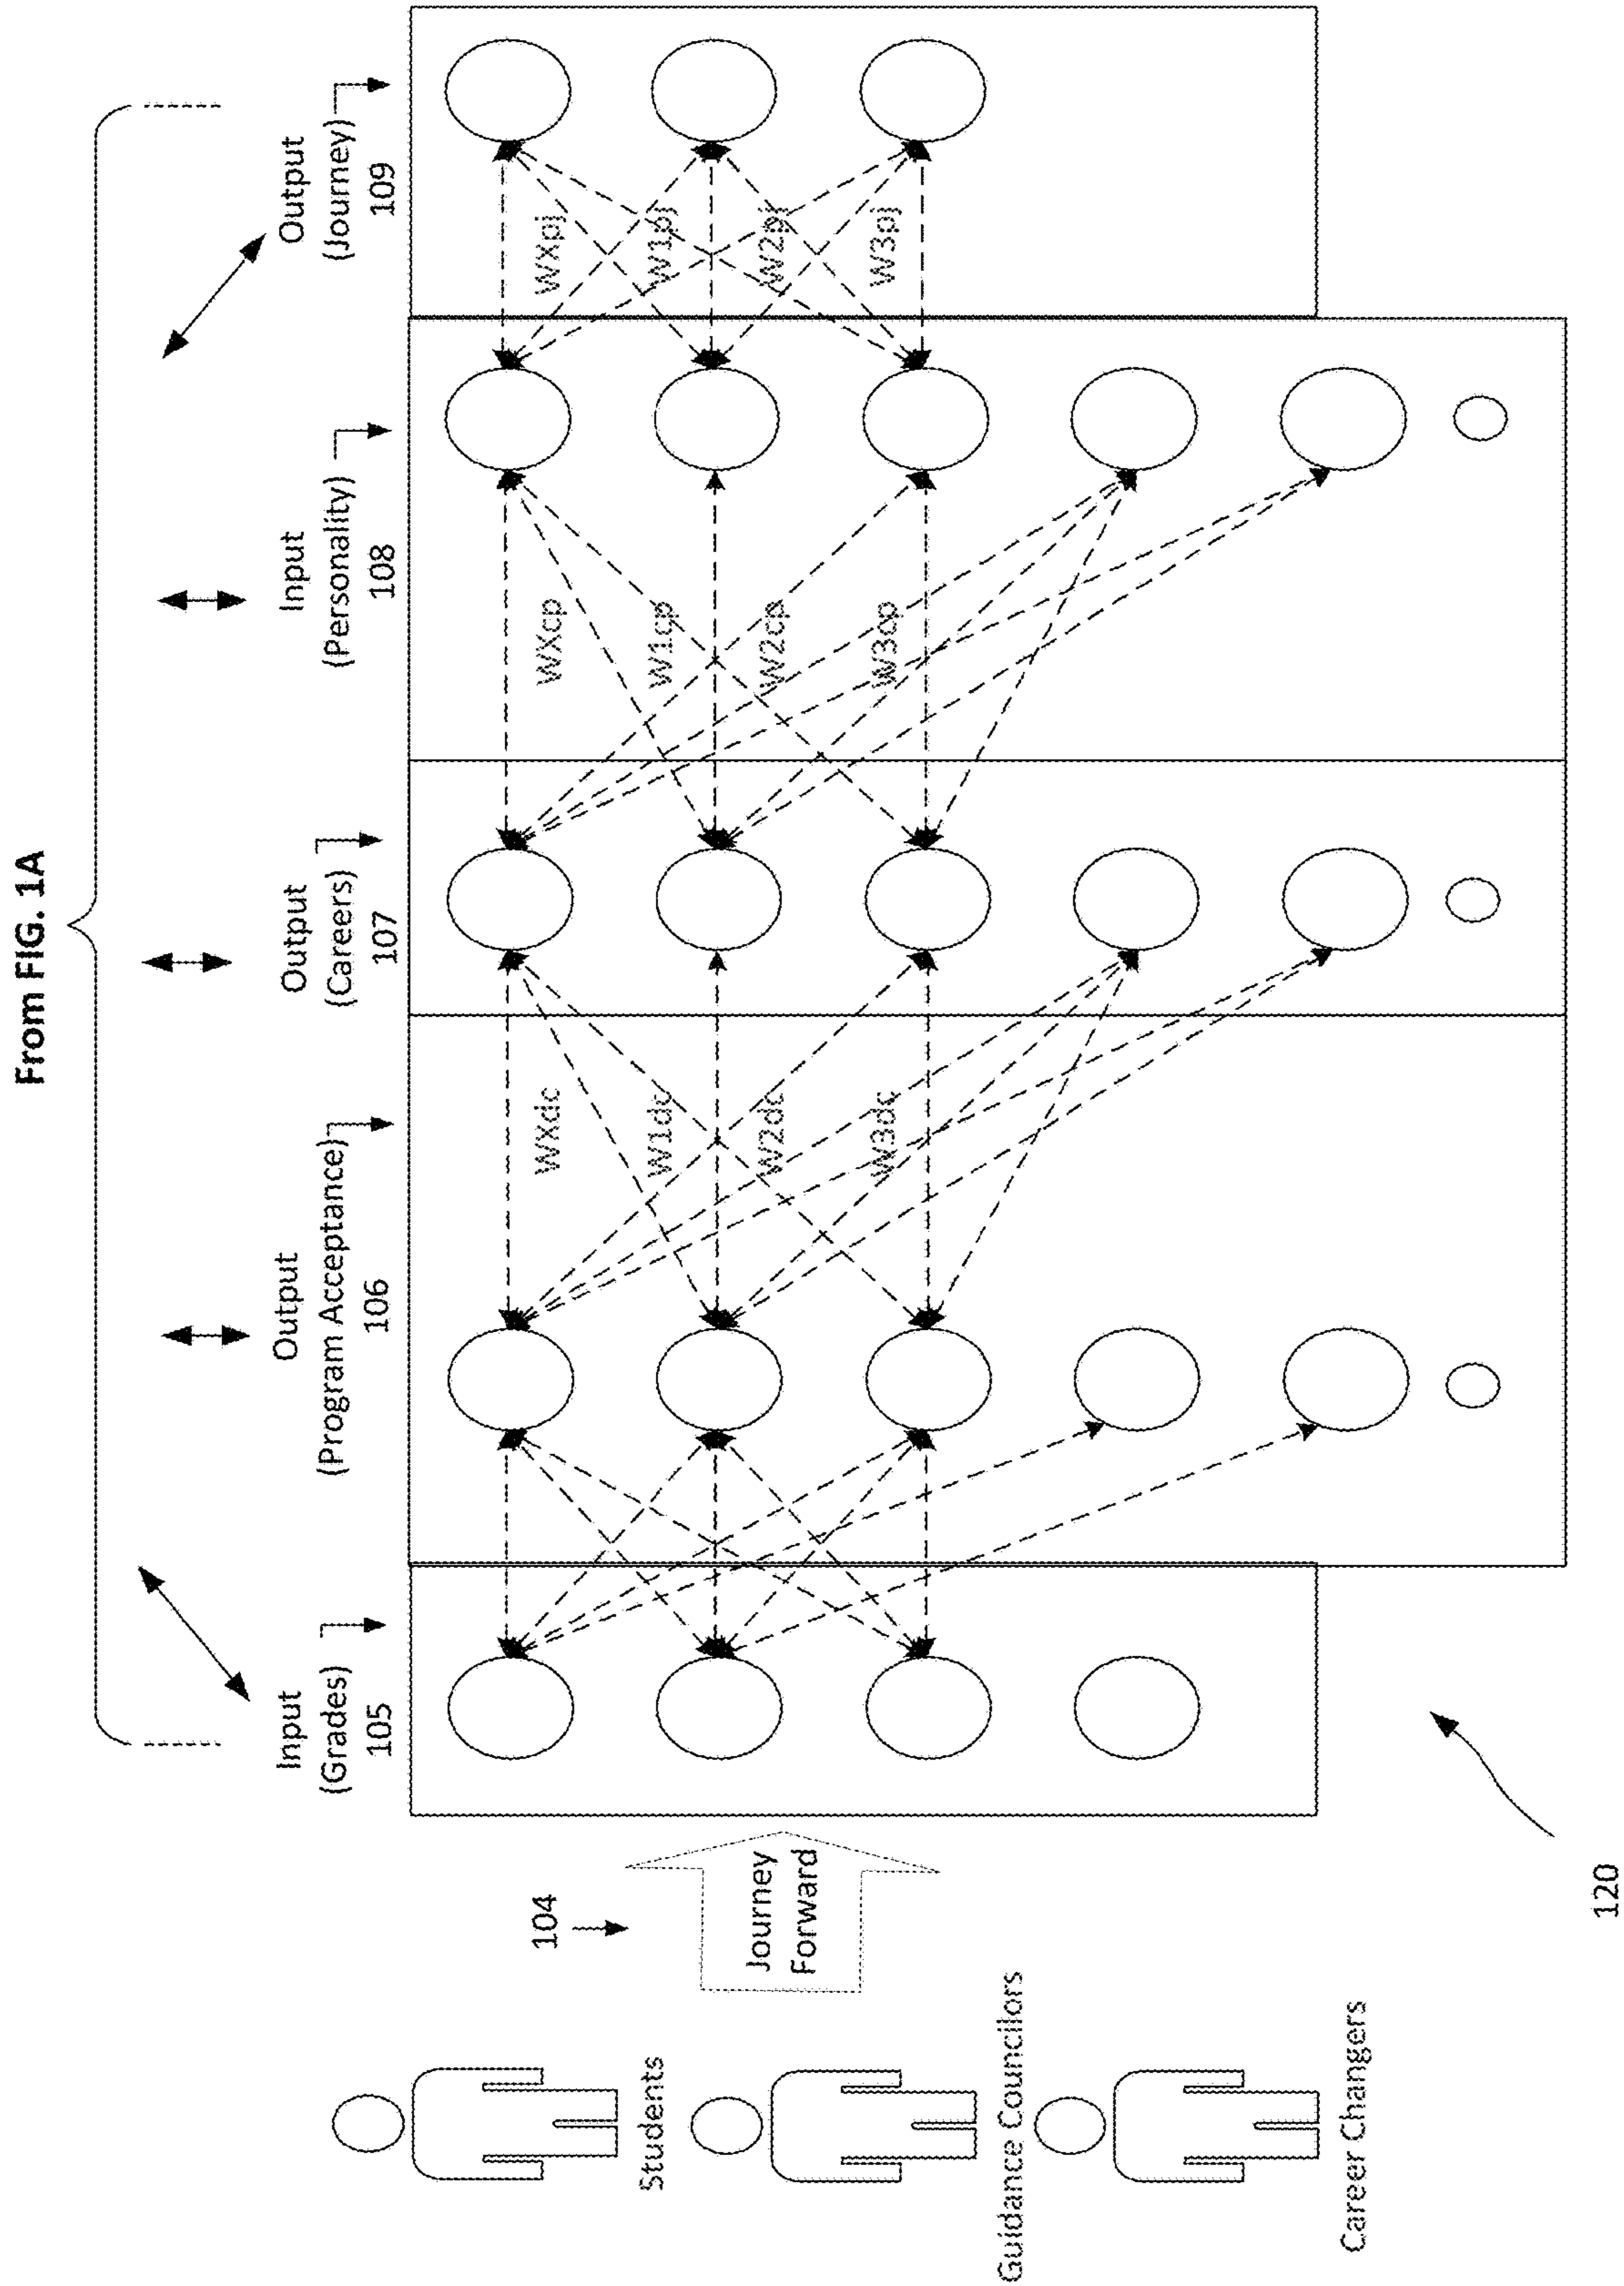 From FIG. 1A
Input
(Grades)
105
Output
(Program Acceptance)
106
Output
(Careers)
107
Input
(Personality)
108
Output
(Journey)
109
WXdc
W1dc
W2dc
W3dc
WXcp
W1cp
W2cp
W3cp
WXpj
W1pj
W2pj
W3pj
104
Journey
Forward
Students
Guidance Councilors
Career Changers
120